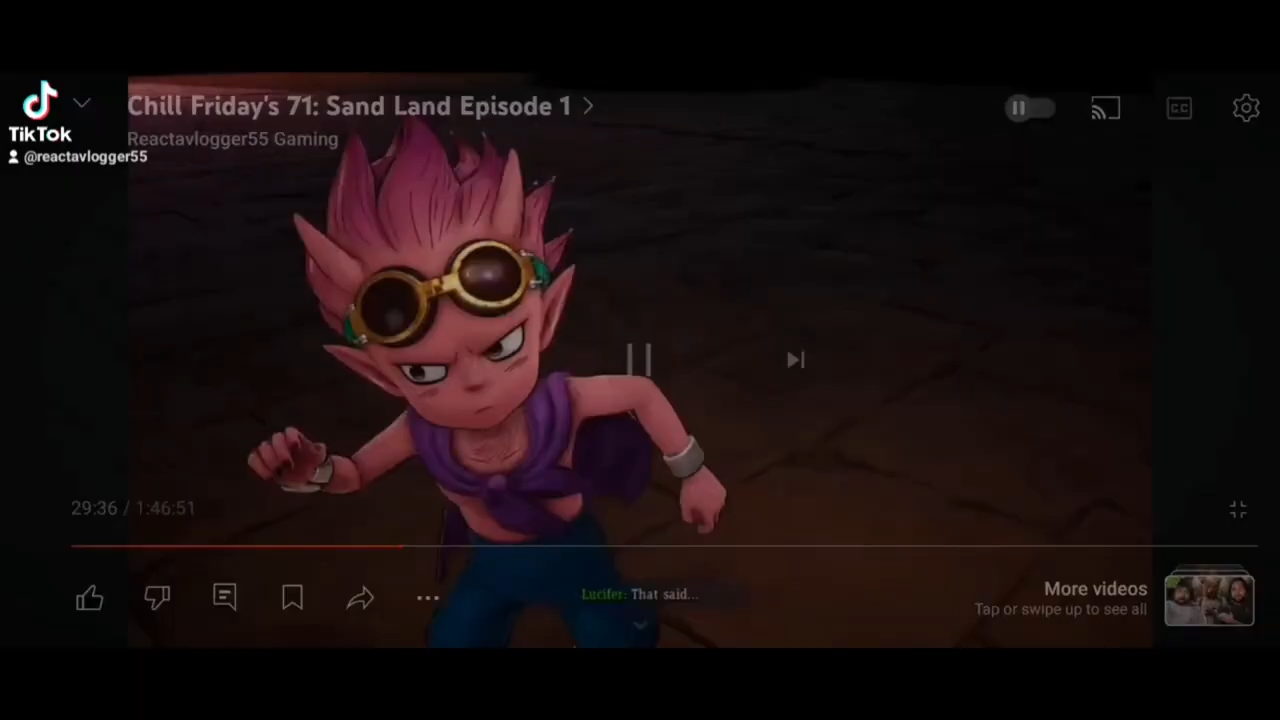 TikTok
@reactavlogger55
Chill Friday's 71: Sand Land Episode 1
Reactavlogger55 Gaming
CC
29:36 / 1:46:51
Lucifer: That said...
More videos
Tap or swipe up to see all